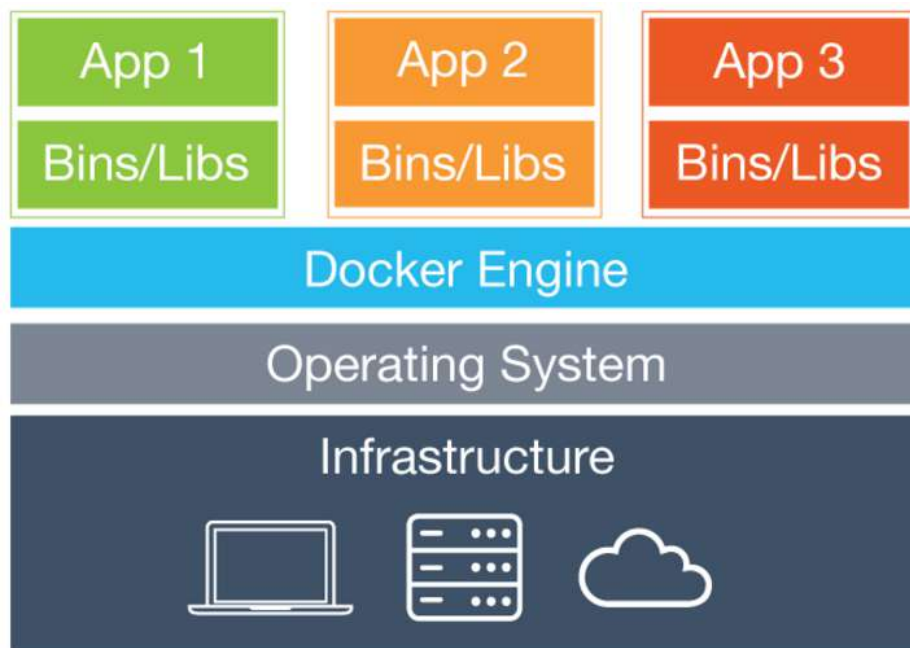 App 1
App 2
App 3
Bins/Libs
Bins/Libs
Bins/Libs
Docker Engine
Operating System
Infrastructure